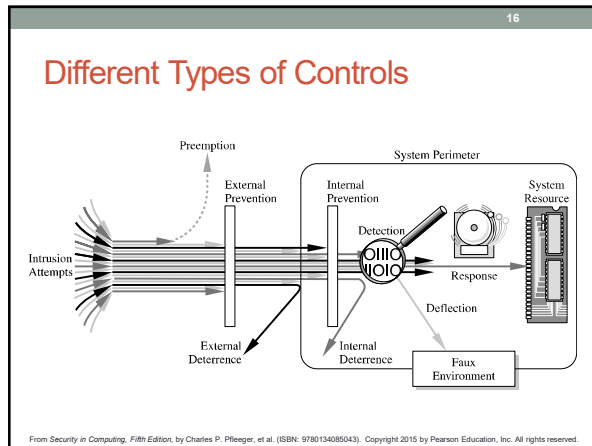 16
Different Types of Controls
Preemption
System Perimeter
External
Prevention
Internal
Prevention
System
Resource
Detection
Intrusion
Attempts
Response
Deflection
External
Deterrence
Internal
Deterrence
Faux
Environment
From Security in Computing, Fifth Edition, by Charles P. Pfleeger, et al. (ISBN: 9780134085043). Copyright 2015 by Pearson Education, Inc. All rights reserved.